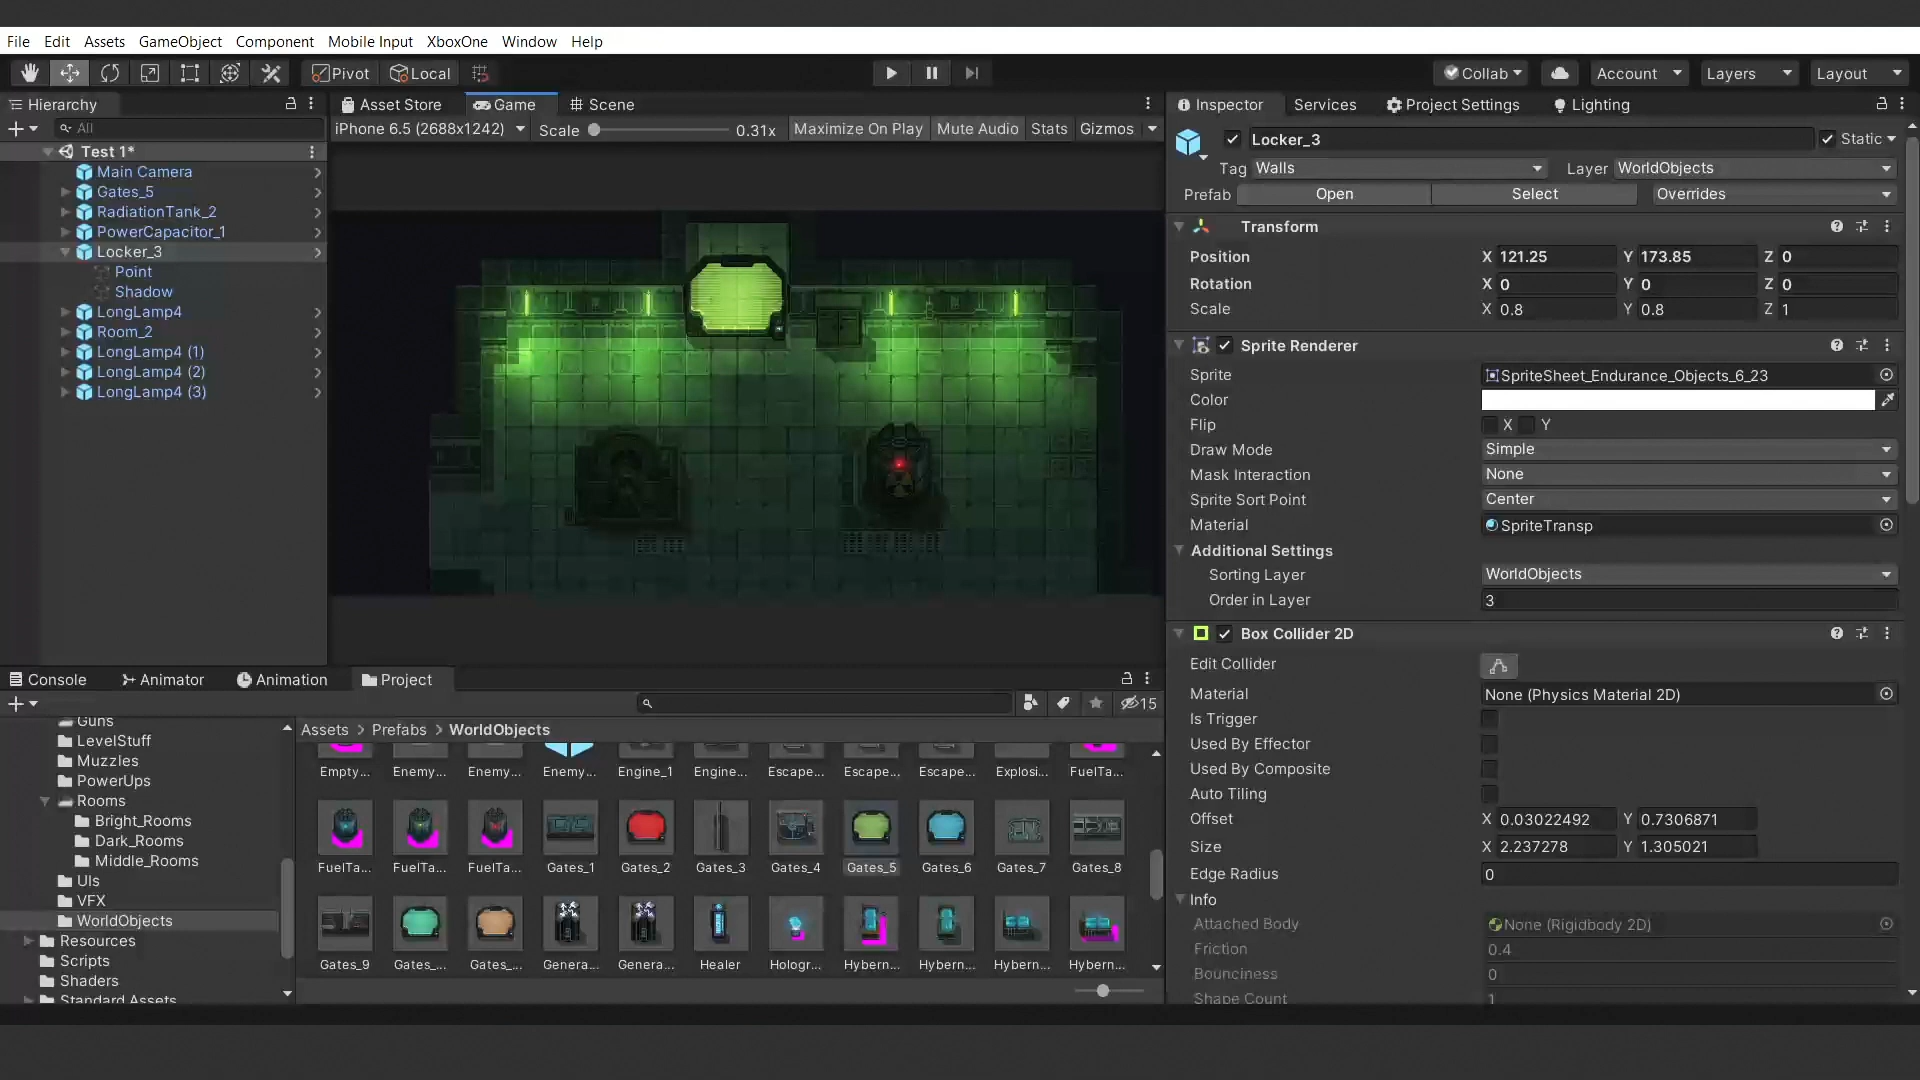 File Edit Assets GameObject Component Mobile Input XboxOne Window Help
Pivot Local Collab Account Layers Layout
Hierarchy
All
Test 1*
Main Camera
Gates_5
RadiationTank_2
PowerCapacitor_1
Locker_3
Point
Shadow
LongLamp4
Room_2
LongLamp4 (1)
LongLamp4 (2)
LongLamp4 (3)
Asset Store Game Scene
iPhone 6.5 (2688x1242) Scale 0.31x Maximize On Play Mute Audio Stats Gizmos
Inspector Services Project Settings Lighting
Locker_3 Static
Tag Walls Layer WorldObjects
Prefab Open Select Overrides
Transform
Position X 121.25 Y 173.85 Z 0
Rotation X 0 Y 0 Z 0
Scale X 0.8 Y 0.8 Z 1
Sprite Renderer
Sprite SpriteSheet_Endurance_Objects_6_23
Color
Flip X Y
Draw Mode Simple
Mask Interaction None
Sprite Sort Point Center
Material SpriteTransp
Additional Settings
Sorting Layer WorldObjects
Order in Layer 3
Box Collider 2D
Edit Collider
Material None (Physics Material 2D)
Is Trigger
Used By Effector
Used By Composite
Auto Tiling
Offset X 0.03022492 Y 0.7306871
Size X 2.237278 Y 1.305021
Edge Radius 0
Info
Attached Body None (Rigidbody 2D)
Friction 0.4
Bounciness 0
Shape Count 1
Console Animator Animation Project
15
Guns
LevelStuff
Muzzles
PowerUps
Rooms
Bright_Rooms
Dark_Rooms
Middle_Rooms
UIs
VFX
WorldObjects
Resources
Scripts
Shaders
Standard Assets
Assets > Prefabs > WorldObjects
Empty... Enemy... Enemy... Enemy... Engine_1 Engine... Escape... Escape... Escape... Explosi... FuelTa...
FuelTa... FuelTa... FuelTa... Gates_1 Gates_2 Gates_3 Gates_4 Gates_5 Gates_6 Gates_7 Gates_8
Gates_9 Gates_... Gates_... Genera... Genera... Healer Hologr... Hybern... Hybern... Hybern... Hybern...